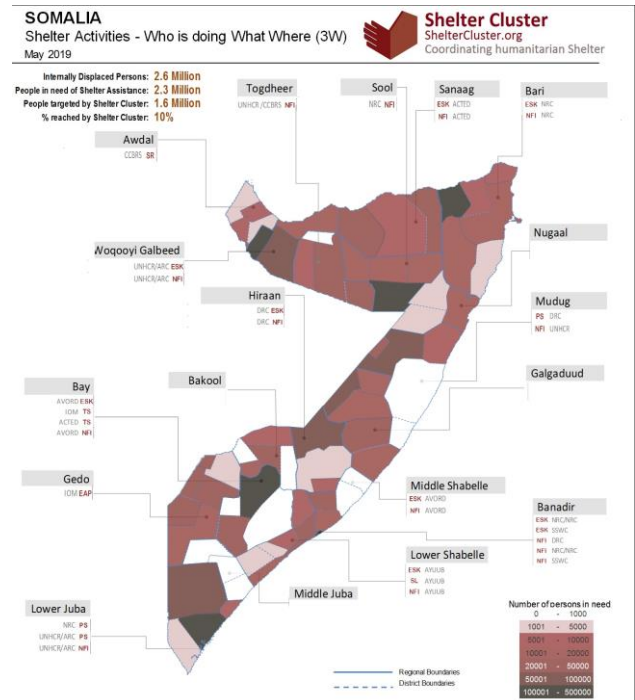 SOMALIA
Shelter Activities - Who is doing What Where (3W)
May 2019
Shelter Cluster
ShelterCluster.org
Coordinating humanitarian Shelter
Internally Displaced Persons: 2.6 Million
People in need of Shelter Assistance: 2.3 Million
People targeted by Shelter Cluster: 1.6 Million
% reached by Shelter Cluster: 10%
Togdheer
UNHCR /CCBRS NFI
Sool
NRC NFI
Sanaag
ESK ACTED
NFI ACTED
Bari
ESK NRC
NFI NRC
Awdal
CCBRS SR
Woqooyi Galbeed
UNHCR/ARC ESK
UNHCR/ARC NFI
Nugaal
Hiraan
DRC ESK
DRC NFI
Mudug
PS DRC
NFI UNHCR
Bay
AVORD ESK
IOM TS
ACTED TS
AVORD NFI
Bakool
Galgaduud
Gedo
IOM EAP
Middle Shabelle
ESK AVORD
NFI AVORD
Banadir
ESK NRC/NRC
ESK SSWC
NFI DRC
NFI NRC/NRC
NFI SSWC
Lower Shabelle
ESK AYUUB
SL AYUUB
NFI AYUUB
Middle Juba
Lower Juba
NRC PS
UNHCR/ARC PS
UNHCR/ARC NFI
Number of persons in need
0 - 1000
1001 - 5000
5001 - 10000
10001 - 20000
20001 - 50000
50001 - 100000
100001 - 500000
Regional Boundaries
District Boundaries